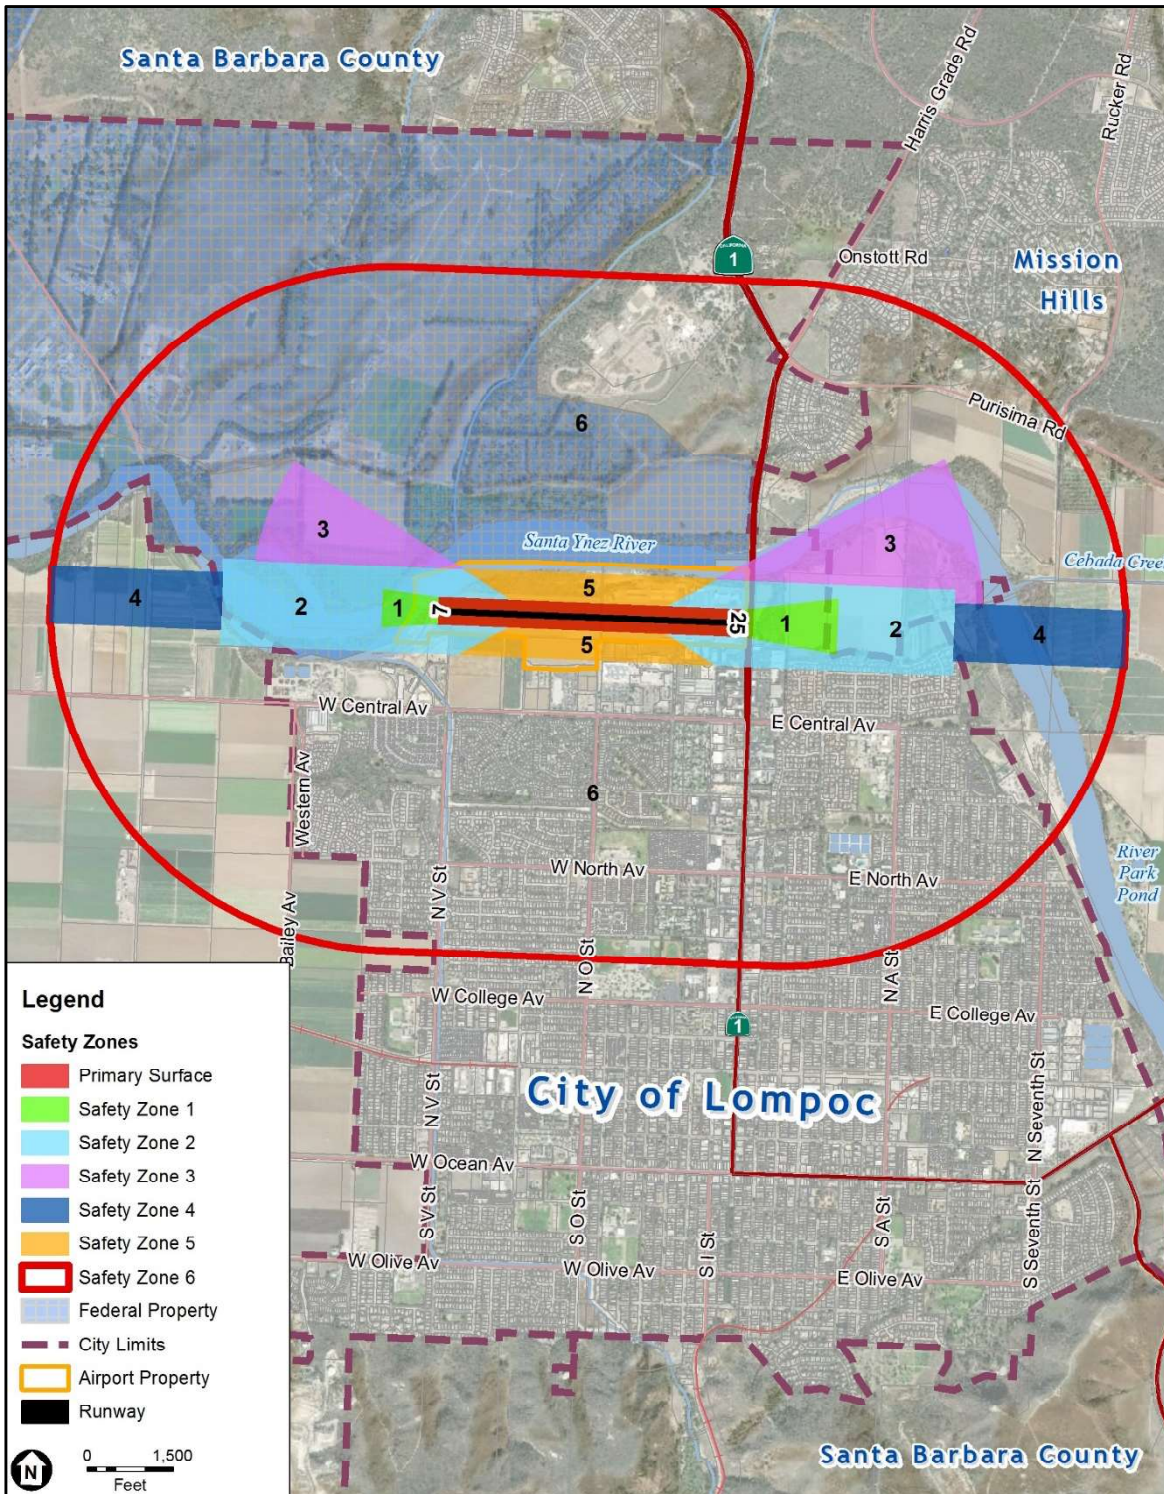 Santa Barbara County
Harris Grade Rd
Rucker Rd
CALIFORNIA
1
Onstott Rd
Mission
Hills
Purisima Rd
6
3
3
Santa Ynez River
Cebada Cree
5
4
2
1
7
25
1
2
4
5
W Central Av
E Central Av
Western Av
6
W North Av
E North Av
River
Park
Pond
N V St
Bailey Av
N O St
N A St
W College Av
E College Av
1
Legend
Safety Zones
Primary Surface
Safety Zone 1
Safety Zone 2
Safety Zone 3
Safety Zone 4
Safety Zone 5
Safety Zone 6
Federal Property
City Limits
Airport Property
Runway
N
0 1,500
Feet
City of Lompoc
N V St
N Seventh St
W Ocean Av
S V St
S O St
S I St
S A St
S Seventh St
W Olive Av
W Olive Av
E Olive Av
Santa Barbara County